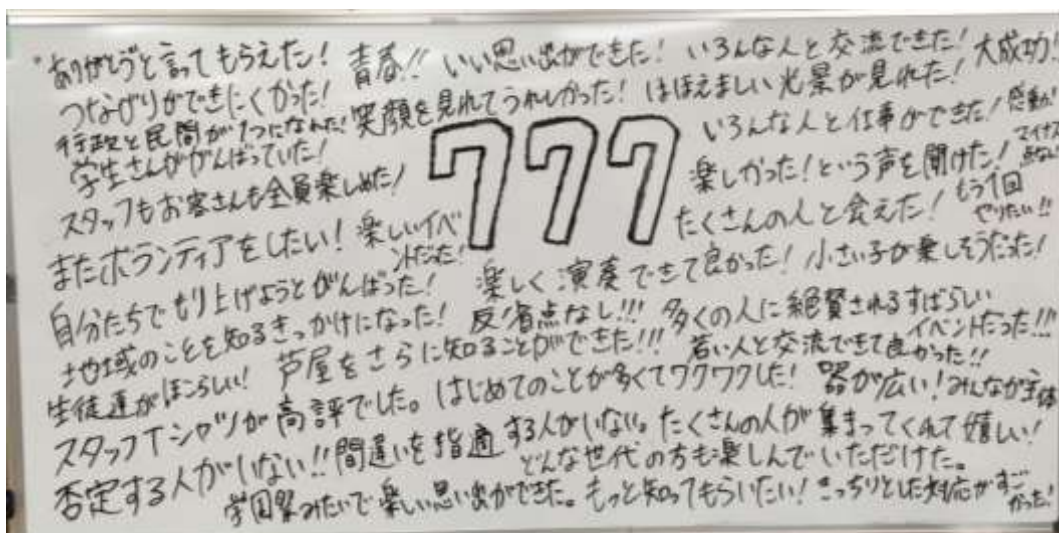 ありがとうと言ってもらえた！ 青春!! いい思い出ができた！ いろんな人と交流できた！ 大成功!!
つながりができにくかった！
行政と民間が1つになれた！ 笑顔を見れてうれしかった！ ほほえましい光景が見れた！
学生さんががんばっていた！
777
いろんな人と仕事ができた！ 感動!!
スタッフもお客さんも全員楽しめた！
楽しかった！という声を聞けた！
またボランティアをしたい！ 楽しいイベントだった！
たくさんの人と会えた！ もう1回やりたい!!
自分たちでもり上げようとがんばった！ 楽しく演奏できて良かった！ 小さい子が楽しそうだった！
地域のことを知るきっかけになった！ 反省点なし!!! 多くの人に絶賛されるすばらしいイベントだった!!!
生徒達がほこらしい！ 芦屋をさらに知ることができた!!! 若い人と交流できて良かった!!
スタッフTシャツが高評でした。 はじめてのことが多くてワクワクした！ 器が広い！ みんなが主体
否定する人がいない!! 間違いを指適する人がいない。 たくさんの人が集まってくれて嬉しい！
どんな世代の方も楽しんでいただけた。
学園祭みたいで楽しい思い出ができた。 もっと知ってもらいたい！ きっちりとした対応がすごかった！